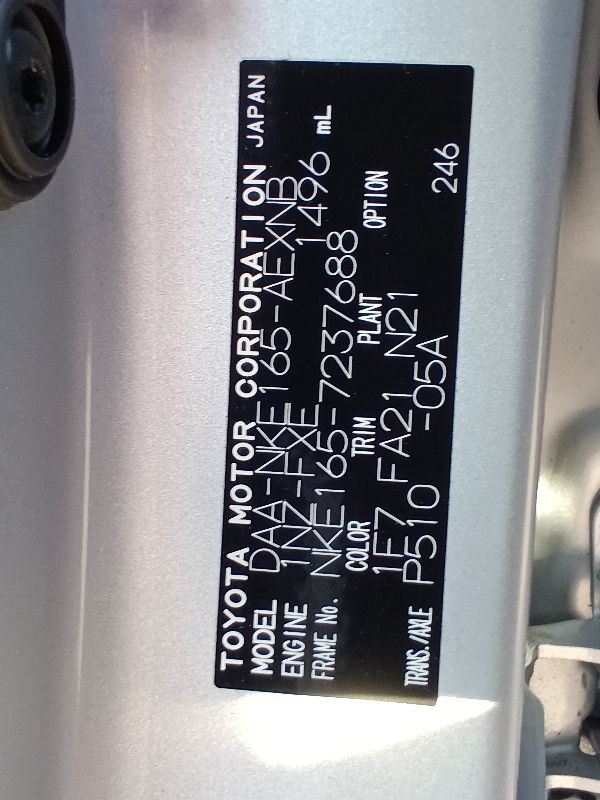 TOYOTA MOTOR CORPORATION JAPAN
MODEL DAA-NKE165-AEXNB
ENGINE 1NZ-FXE 1496 mL
FRAME No. NKE165-7237688
COLOR TRIM PLANT OPTION
1F7 FA21 N21
TRANS./AXLE P510 -05A 246